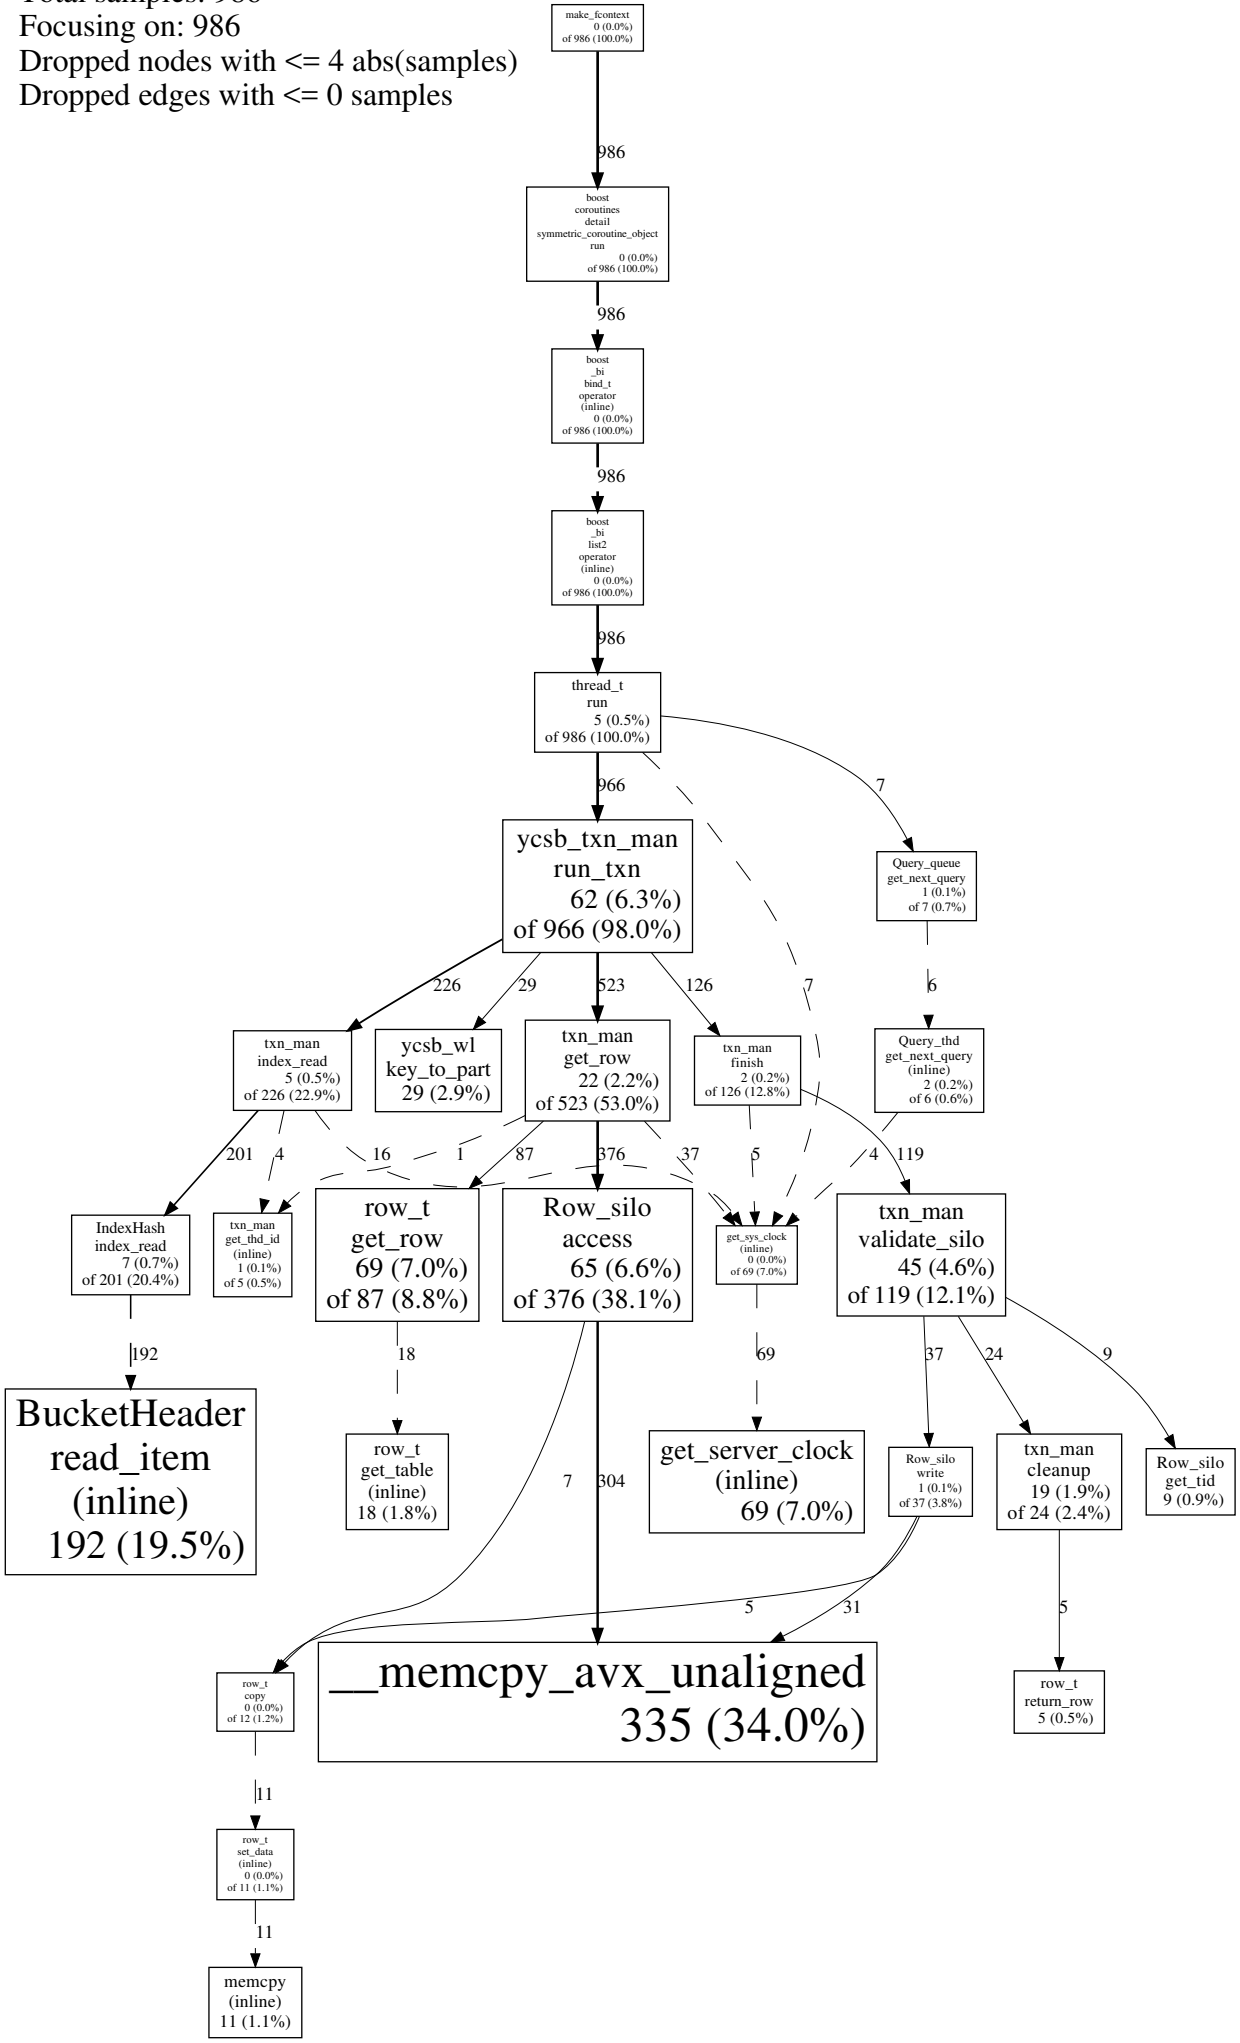 Total samples: 986
Focusing on: 986
Dropped nodes with <= 4 abs(samples)
Dropped edges with <= 0 samples
make_fcontext
0 (0.0%)
of 986 (100.0%)
986
boost
coroutines
detail
symmetric_coroutine_object
run
0 (0.0%)
of 986 (100.0%)
986
boost
_bi
bind_t
operator
(inline)
0 (0.0%)
of 986 (100.0%)
986
boost
_bi
list2
operator
(inline)
0 (0.0%)
of 986 (100.0%)
986
thread_t
run
5 (0.5%)
of 986 (100.0%)
966
7
ycsb_txn_man
run_txn
62 (6.3%)
of 966 (98.0%)
Query_queue
get_next_query
1 (0.1%)
of 7 (0.7%)
226
29
523
126
7
6
txn_man
index_read
5 (0.5%)
of 226 (22.9%)
ycsb_wl
key_to_part
29 (2.9%)
txn_man
get_row
22 (2.2%)
of 523 (53.0%)
txn_man
finish
2 (0.2%)
of 126 (12.8%)
Query_thd
get_next_query
(inline)
2 (0.2%)
of 6 (0.6%)
201
4
16
1
87
376
37
5
4
119
IndexHash
index_read
7 (0.7%)
of 201 (20.4%)
txn_man
get_thd_id
(inline)
1 (0.1%)
of 5 (0.5%)
row_t
get_row
69 (7.0%)
of 87 (8.8%)
Row_silo
access
65 (6.6%)
of 376 (38.1%)
get_sys_clock
(inline)
0 (0.0%)
of 69 (7.0%)
txn_man
validate_silo
45 (4.6%)
of 119 (12.1%)
192
18
7
304
69
37
24
9
BucketHeader
read_item
(inline)
192 (19.5%)
row_t
get_table
(inline)
18 (1.8%)
get_server_clock
(inline)
69 (7.0%)
Row_silo
write
1 (0.1%)
of 37 (3.8%)
txn_man
cleanup
19 (1.9%)
of 24 (2.4%)
Row_silo
get_tid
9 (0.9%)
5
31
5
row_t
copy
0 (0.0%)
of 12 (1.2%)
__memcpy_avx_unaligned
335 (34.0%)
row_t
return_row
5 (0.5%)
11
row_t
set_data
(inline)
0 (0.0%)
of 11 (1.1%)
11
memcpy
(inline)
11 (1.1%)